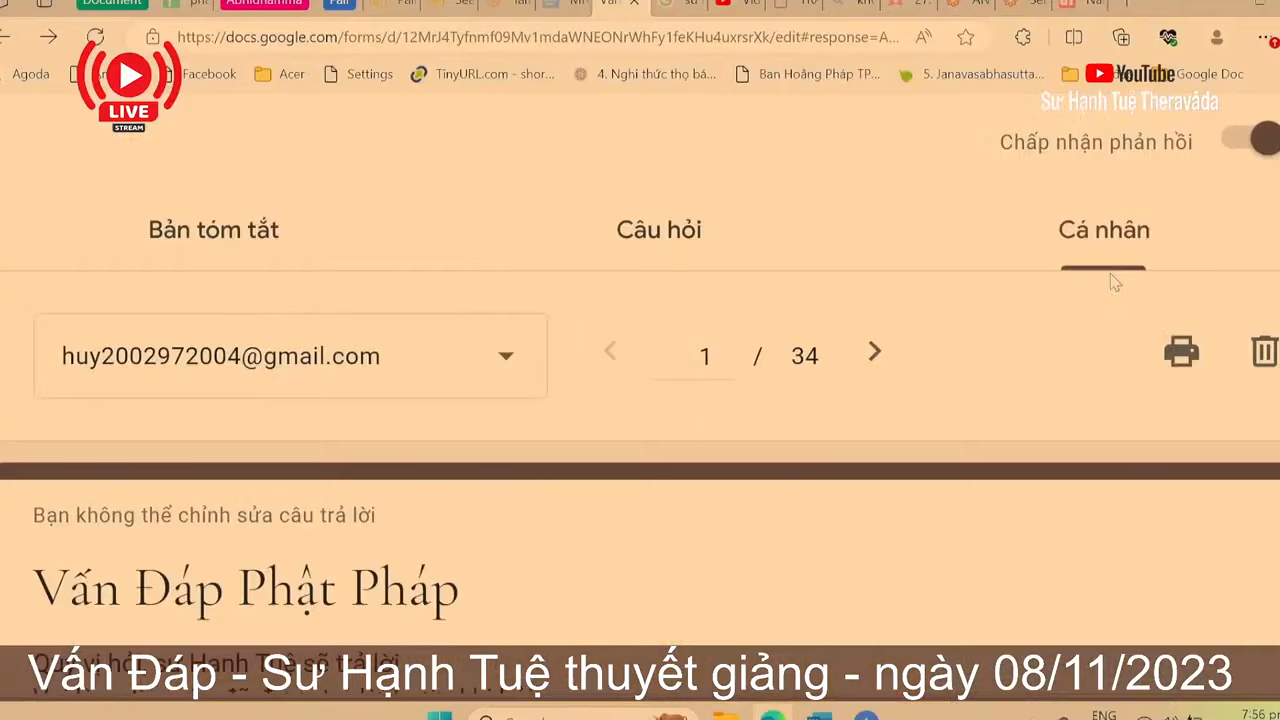 Document
Abhidhamma
https://docs.google.com/forms/d/12MrJ4Tyfnmf09Mv1mdaWNEONrWhFy1feKHu4uxrsrXk/edit#response=A...
Agoda
Facebook
Acer
Settings
TinyURL.com - shor...
4. Nghi thức thọ bá...
Ban Hoằng Pháp TP...
5. Janavasabhasutta...
YouTube
Google Doc
LIVE
STREAM
Sư Hạnh Tuệ Theravāda
Chấp nhận phản hồi
Bản tóm tắt
Câu hỏi
Cá nhân
huy2002972004@gmail.com
1 / 34
Bạn không thể chỉnh sửa câu trả lời
Vấn Đáp Phật Pháp
Vấn Đáp - Sư Hạnh Tuệ thuyết giảng - ngày 08/11/2023
ENG
7:56